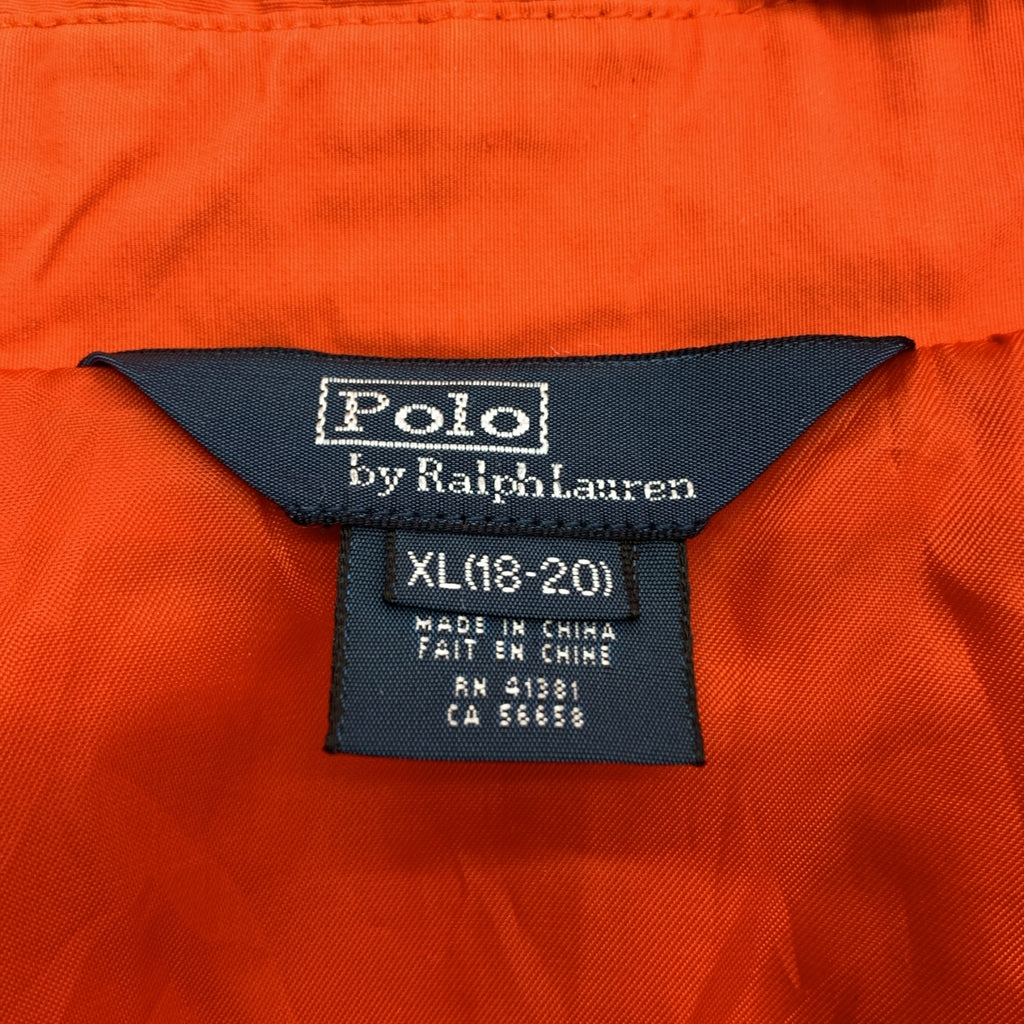 Polo
by Ralph Lauren
XL(18-20)
MADE IN CHINA
FAIT EN CHINE
RN 41381
CA 56658